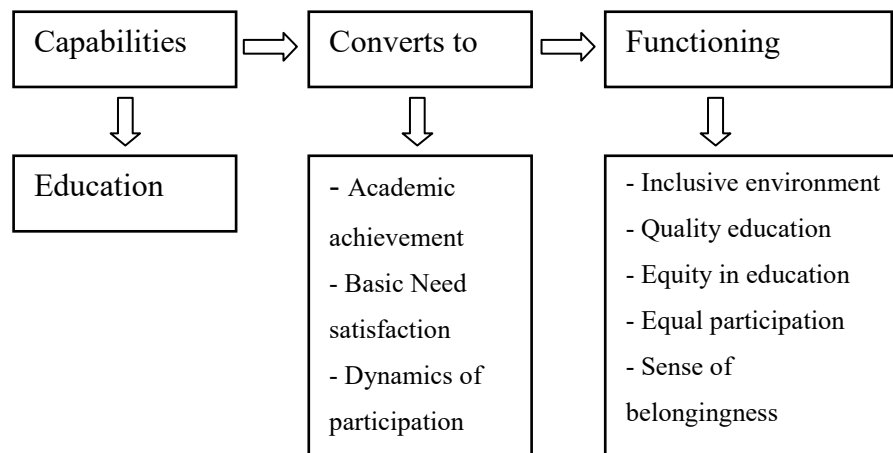 Capabilities
Converts to
Functioning
Education
- Academic
achievement
- Basic Need
satisfaction
- Dynamics of
participation
- Inclusive environment
- Quality education
- Equity in education
- Equal participation
- Sense of
belongingness